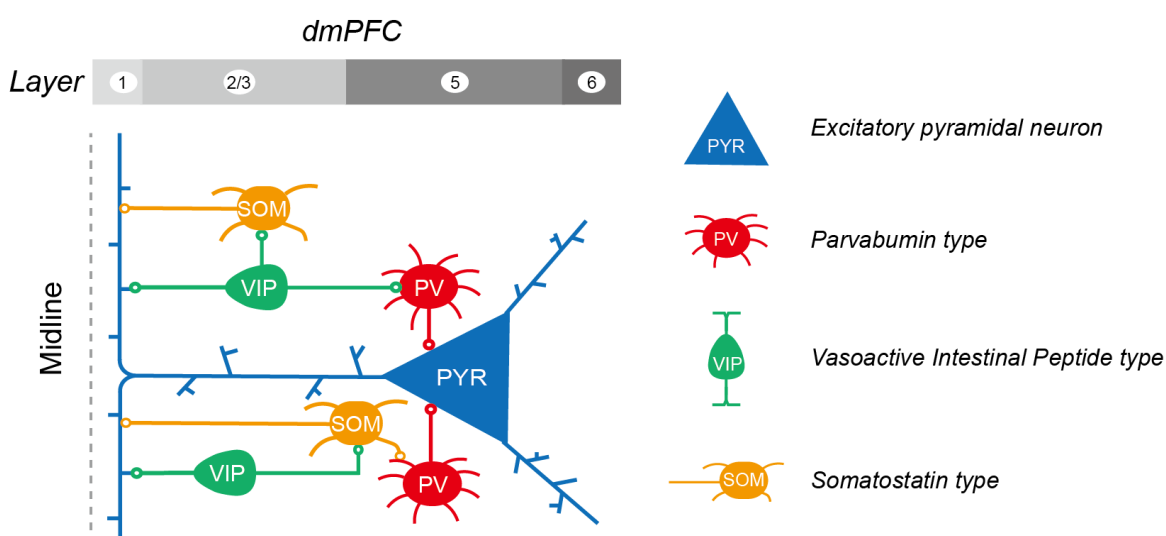 dmPFC
Layer 1 2/3 5 6
Midline
SOM
VIP
PV
PYR
SOM
VIP
PV
PYR
Excitatory pyramidal neuron
PV
Parvabumin type
VIP
Vasoactive Intestinal Peptide type
SOM
Somatostatin type